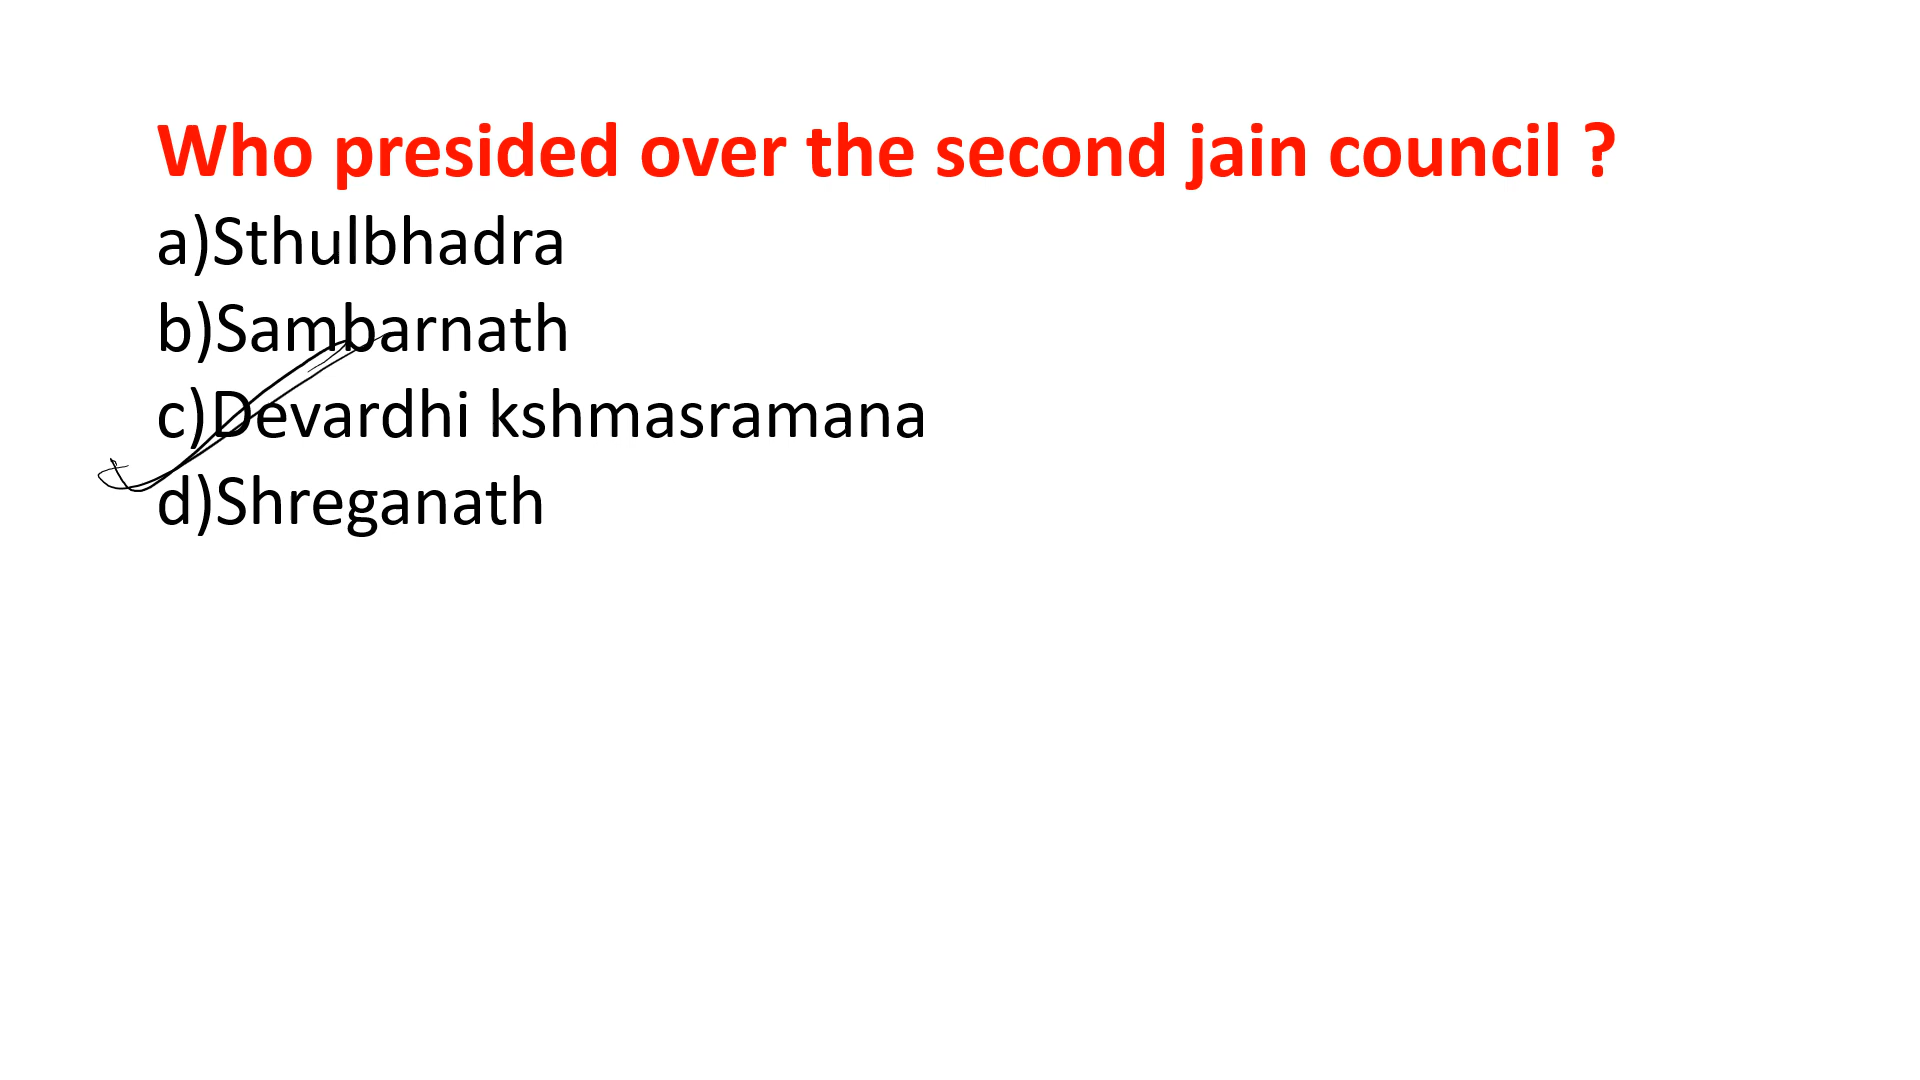 Who presided over the second jain council ?
a)Sthulbhadra
b)Sambarnath
c)Devardhi kshmasramana
d)Shreganath